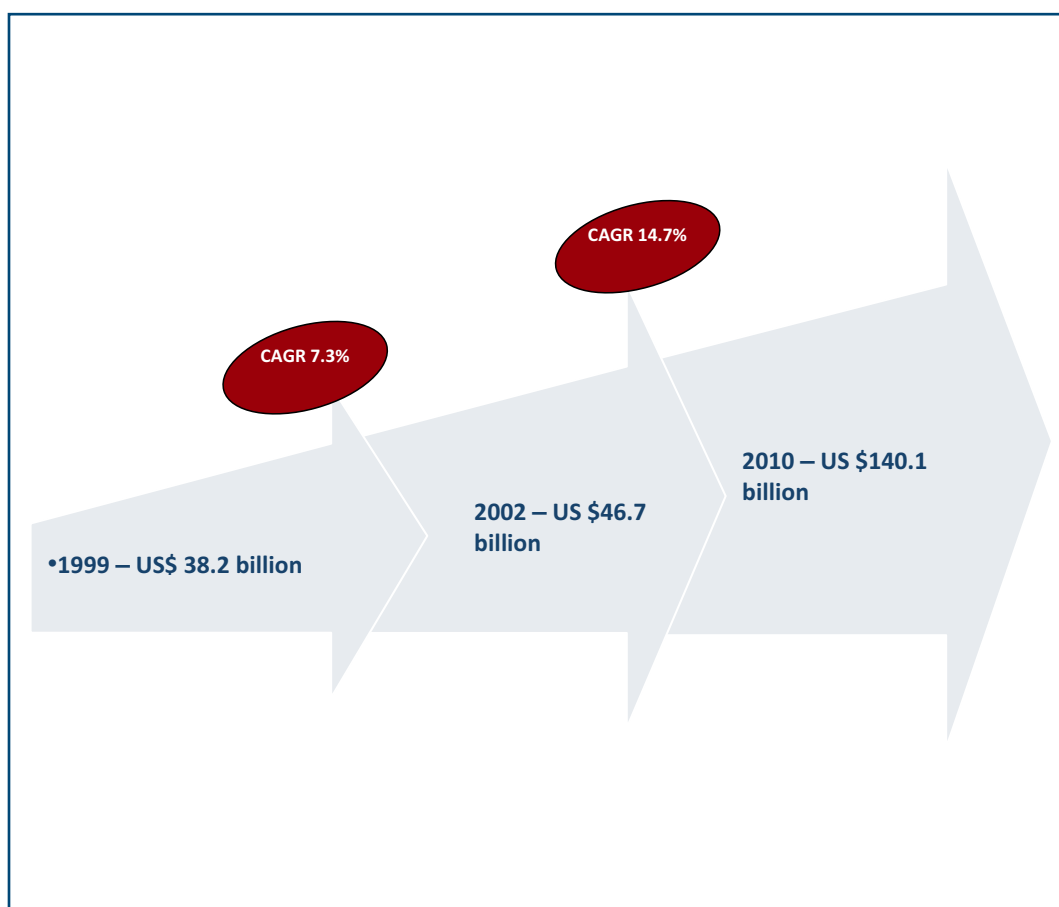 CAGR 14.7%
CAGR 7.3%
2010 – US $140.1
billion
2002 – US $46.7
billion
•1999 – US$ 38.2 billion